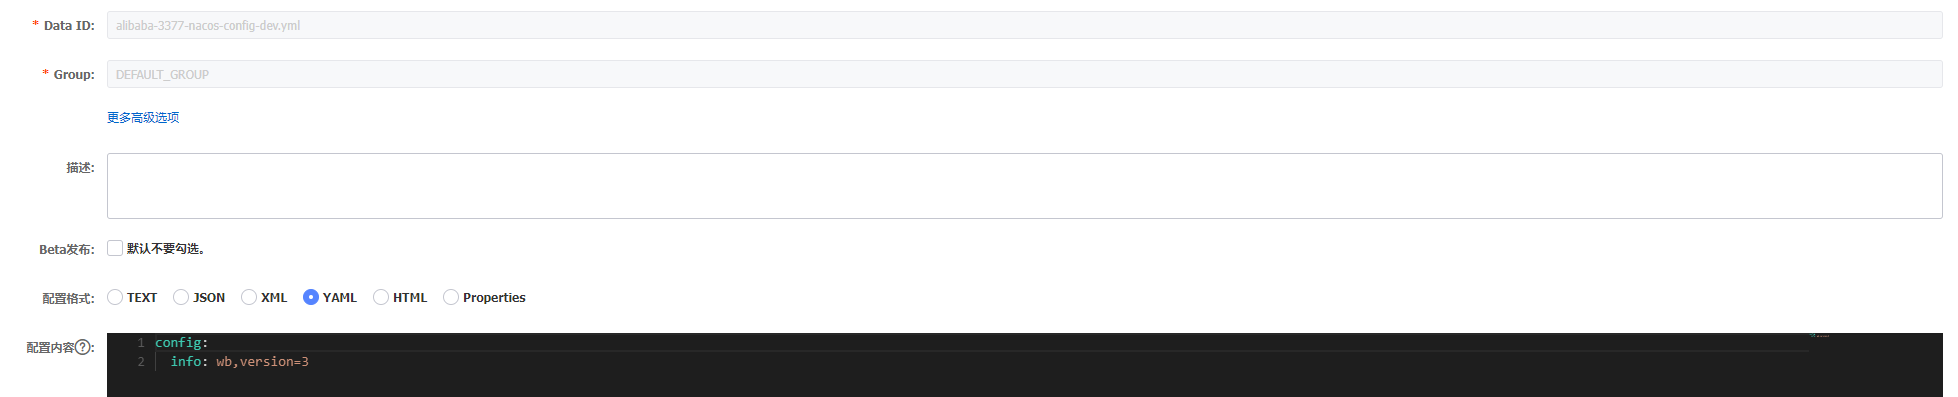 * Data ID: alibaba-3377-nacos-config-dev.yml
* Group: DEFAULT_GROUP
更多高级选项
描述:
Beta发布: 默认不要勾选。
配置格式: TEXT JSON XML YAML HTML Properties
配置内容?: 1 config:
2 info: wb,version=3